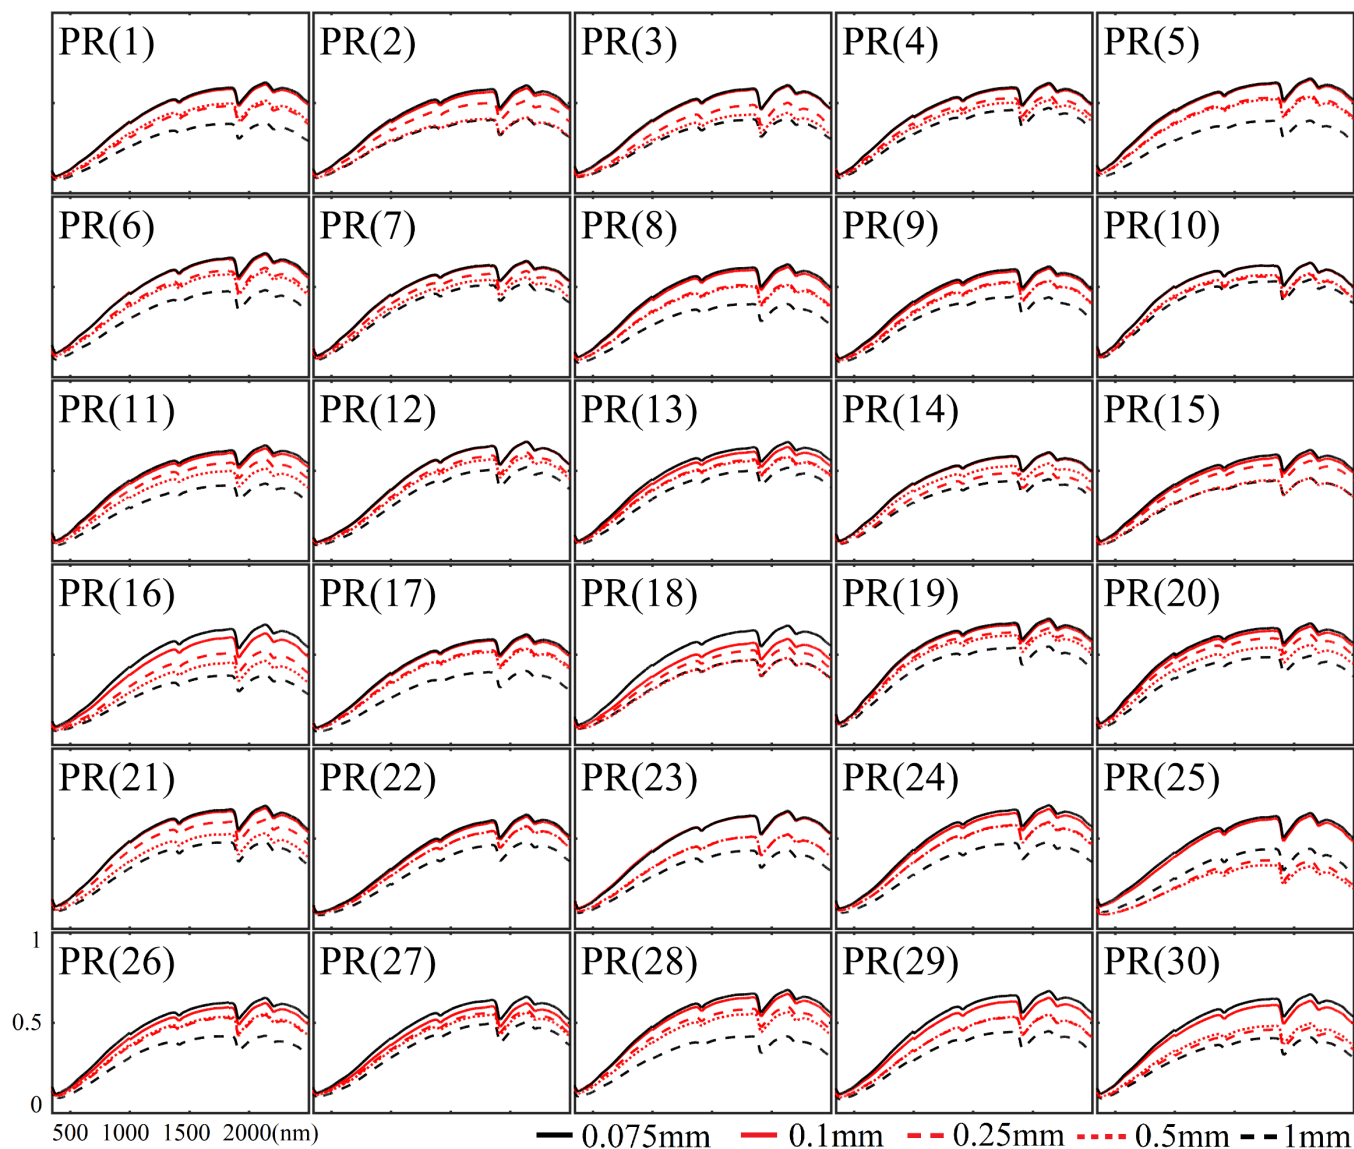 PR(1) PR(2) PR(3) PR(4) PR(5)
PR(6) PR(7) PR(8) PR(9) PR(10)
PR(11) PR(12) PR(13) PR(14) PR(15)
PR(16) PR(17) PR(18) PR(19) PR(20)
PR(21) PR(22) PR(23) PR(24) PR(25)
1
PR(26) PR(27) PR(28) PR(29) PR(30)
0.5
0
500 1000 1500 2000(nm)
0.075mm 0.1mm 0.25mm 0.5mm 1mm